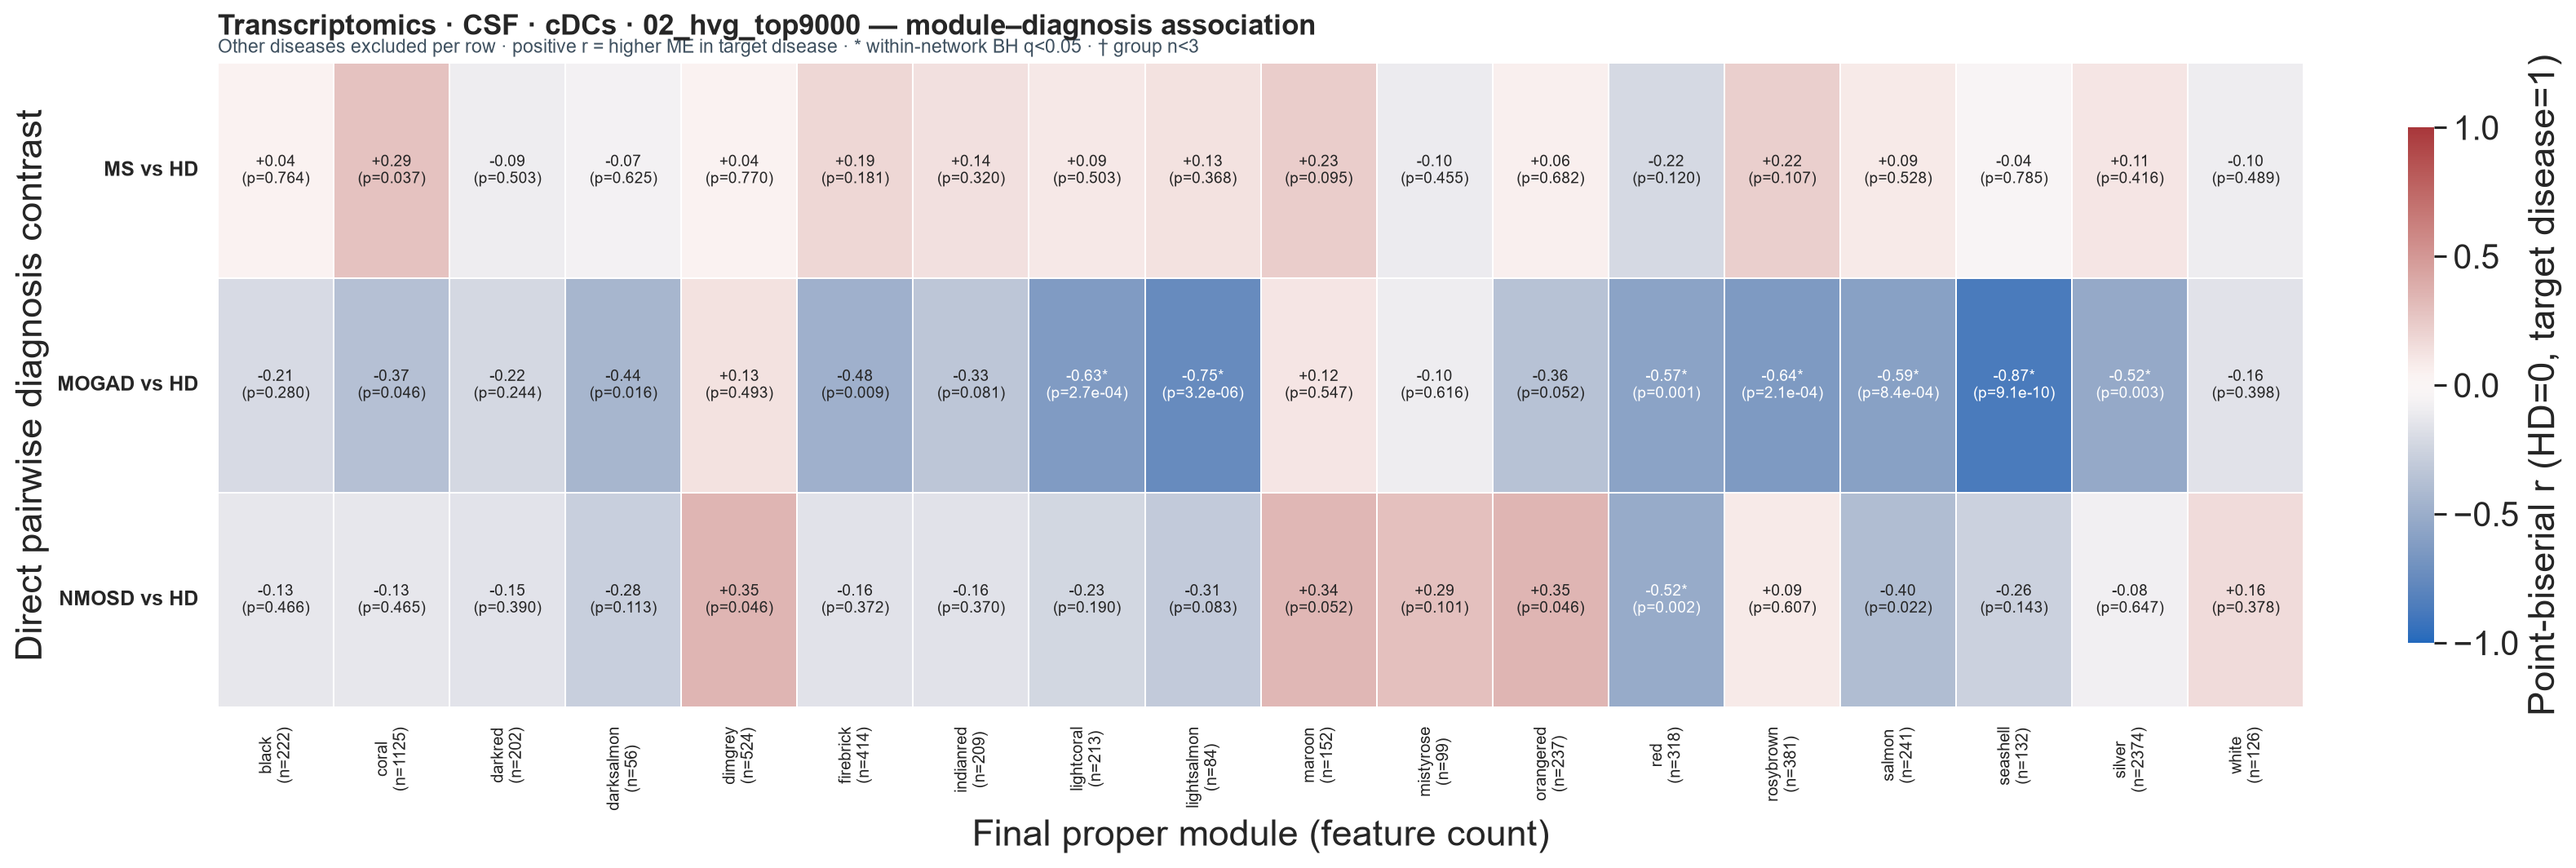 Transcriptomics · CSF · cDCs · 02_hvg_top9000 — module–diagnosis association
Other diseases excluded per row · positive r = higher ME in target disease · * within-network BH q<0.05 · † group n<3
Direct pairwise diagnosis contrast
MS vs HD
+0.04 +0.29 -0.09 -0.07 +0.04 +0.19 +0.14 +0.09 +0.13 +0.23 -0.10 +0.06 -0.22 +0.22 +0.09 -0.04 +0.11 -0.10
(p=0.764) (p=0.037) (p=0.503) (p=0.625) (p=0.770) (p=0.181) (p=0.320) (p=0.503) (p=0.368) (p=0.095) (p=0.455) (p=0.682) (p=0.120) (p=0.107) (p=0.528) (p=0.785) (p=0.416) (p=0.489)
MOGAD vs HD
-0.21 -0.37 -0.22 -0.44 +0.13 -0.48 -0.33 -0.63* -0.75* +0.12 -0.10 -0.36 -0.57* -0.64* -0.59* -0.87* -0.52* -0.16
(p=0.280) (p=0.046) (p=0.244) (p=0.016) (p=0.493) (p=0.009) (p=0.081) (p=2.7e-04) (p=3.2e-06) (p=0.547) (p=0.616) (p=0.052) (p=0.001) (p=2.1e-04) (p=8.4e-04) (p=9.1e-10) (p=0.003) (p=0.398)
NMOSD vs HD
-0.13 -0.13 -0.15 -0.28 +0.35 -0.16 -0.16 -0.23 -0.31 +0.34 +0.29 +0.35 -0.52* +0.09 -0.40 -0.26 -0.08 +0.16
(p=0.466) (p=0.465) (p=0.390) (p=0.113) (p=0.046) (p=0.372) (p=0.370) (p=0.190) (p=0.083) (p=0.052) (p=0.101) (p=0.046) (p=0.002) (p=0.607) (p=0.022) (p=0.143) (p=0.647) (p=0.378)
black
(n=222)
coral
(n=1125)
darkred
(n=202)
darksalmon
(n=56)
dimgrey
(n=524)
firebrick
(n=414)
indianred
(n=209)
lightcoral
(n=213)
lightsalmon
(n=84)
maroon
(n=152)
mistyrose
(n=99)
orangered
(n=237)
red
(n=318)
rosybrown
(n=381)
salmon
(n=241)
seashell
(n=132)
silver
(n=2374)
white
(n=126)
Final proper module (feature count)
1.0
0.5
0.0
−0.5
−1.0
Point-biserial r (HD=0, target disease=1)